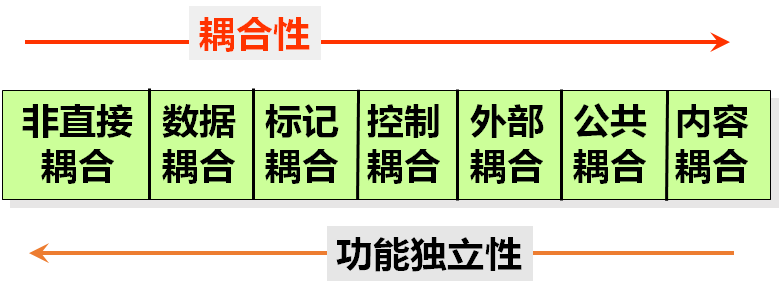 耦合性
非直接 数据 标记 控制 外部 公共 内容
耦合 耦合 耦合 耦合 耦合 耦合 耦合
功能独立性